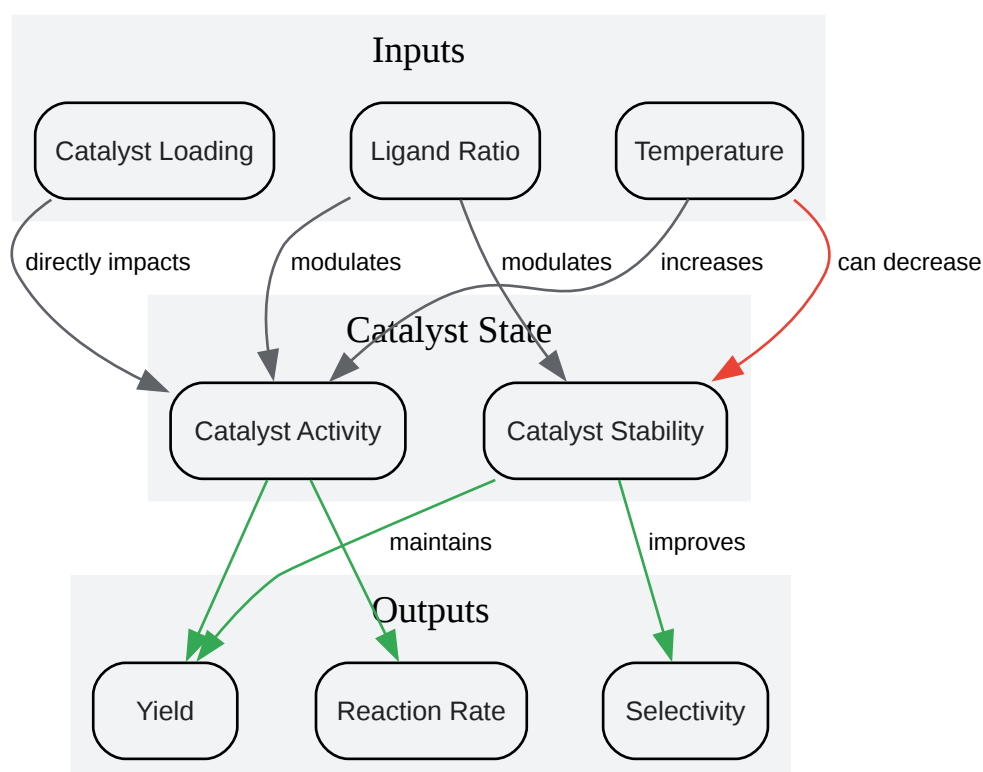 Inputs
Catalyst Loading
Ligand Ratio
Temperature
directly impacts
modulates
modulates
increases
can decrease
Catalyst State
Catalyst Activity
Catalyst Stability
maintains
improves
Outputs
Yield
Reaction Rate
Selectivity